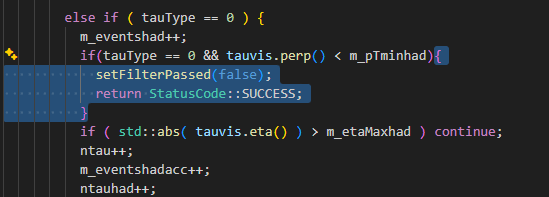 else if ( tauType == 0 ) {
m_eventshad++;
if(tauType == 0 && tauvis.perp() < m_pTminhad){
setFilterPassed(false);
return StatusCode::SUCCESS;
}
if ( std::abs( tauvis.eta() ) > m_etaMaxhad ) continue;
ntau++;
m_eventshadacc++;
ntauhad++;